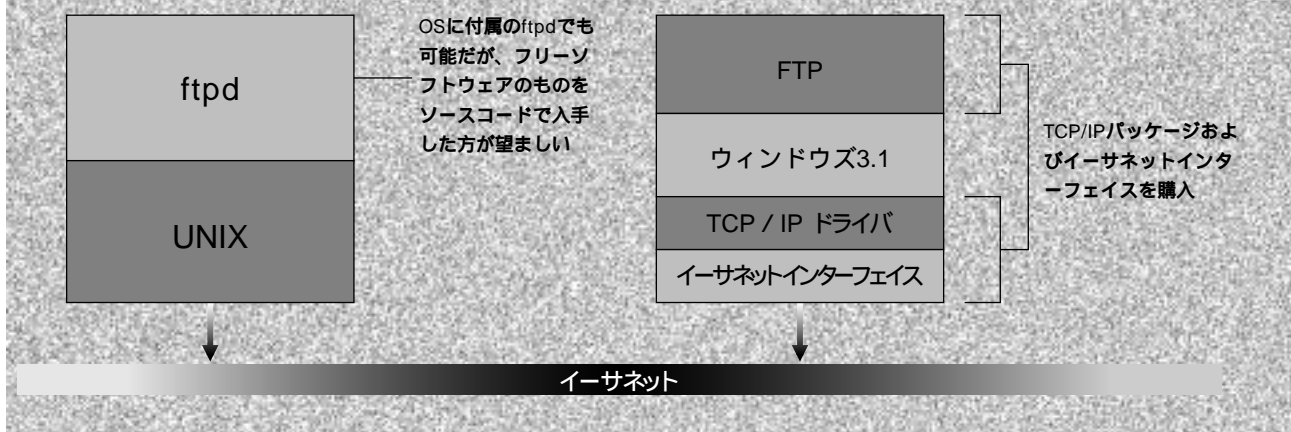 ftpd
UNIX
OSに付属のftpdでも
可能だが、フリーソ
フトウェアのものを
ソースコードで入手
した方が望ましい
FTP
ウィンドウズ3.1
TCP / IP ドライバ
イーサネットインターフェイス
TCP/IPパッケージおよ
びイーサネットインタ
ーフェイスを購入
イーサネット